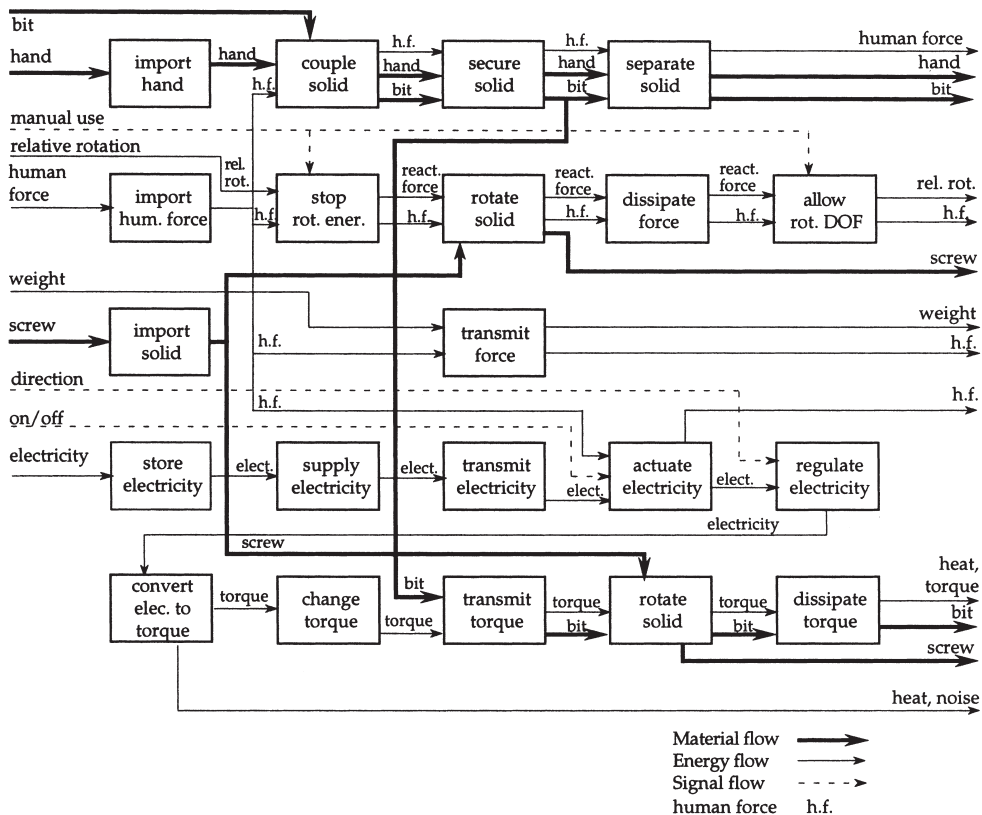 bit
hand
import
hand
hand
h.f.
couple
solid
h.f.
hand
bit
secure
solid
h.f.
hand
bit
separate
solid
human force
hand
bit
manual use
relative rotation
human
force
import
hum. force
rel.
rot.
h.f.
stop
rot. ener.
react.
force
h.f.
rotate
solid
react.
force
h.f.
dissipate
force
react.
force
h.f.
allow
rot. DOF
rel. rot.
h.f.
screw
weight
screw
import
solid
h.f.
transmit
force
weight
h.f.
direction
on/off
h.f.
h.f.
electricity
store
electricity
elect.
supply
electricity
elect.
transmit
electricity
elect.
actuate
electricity
elect.
regulate
electricity
electricity
screw
convert
elec. to
torque
torque
change
torque
torque
bit
transmit
torque
torque
bit
rotate
solid
torque
bit
dissipate
torque
heat,
torque
bit
screw
heat, noise
Material flow
Energy flow
Signal flow
human force h.f.